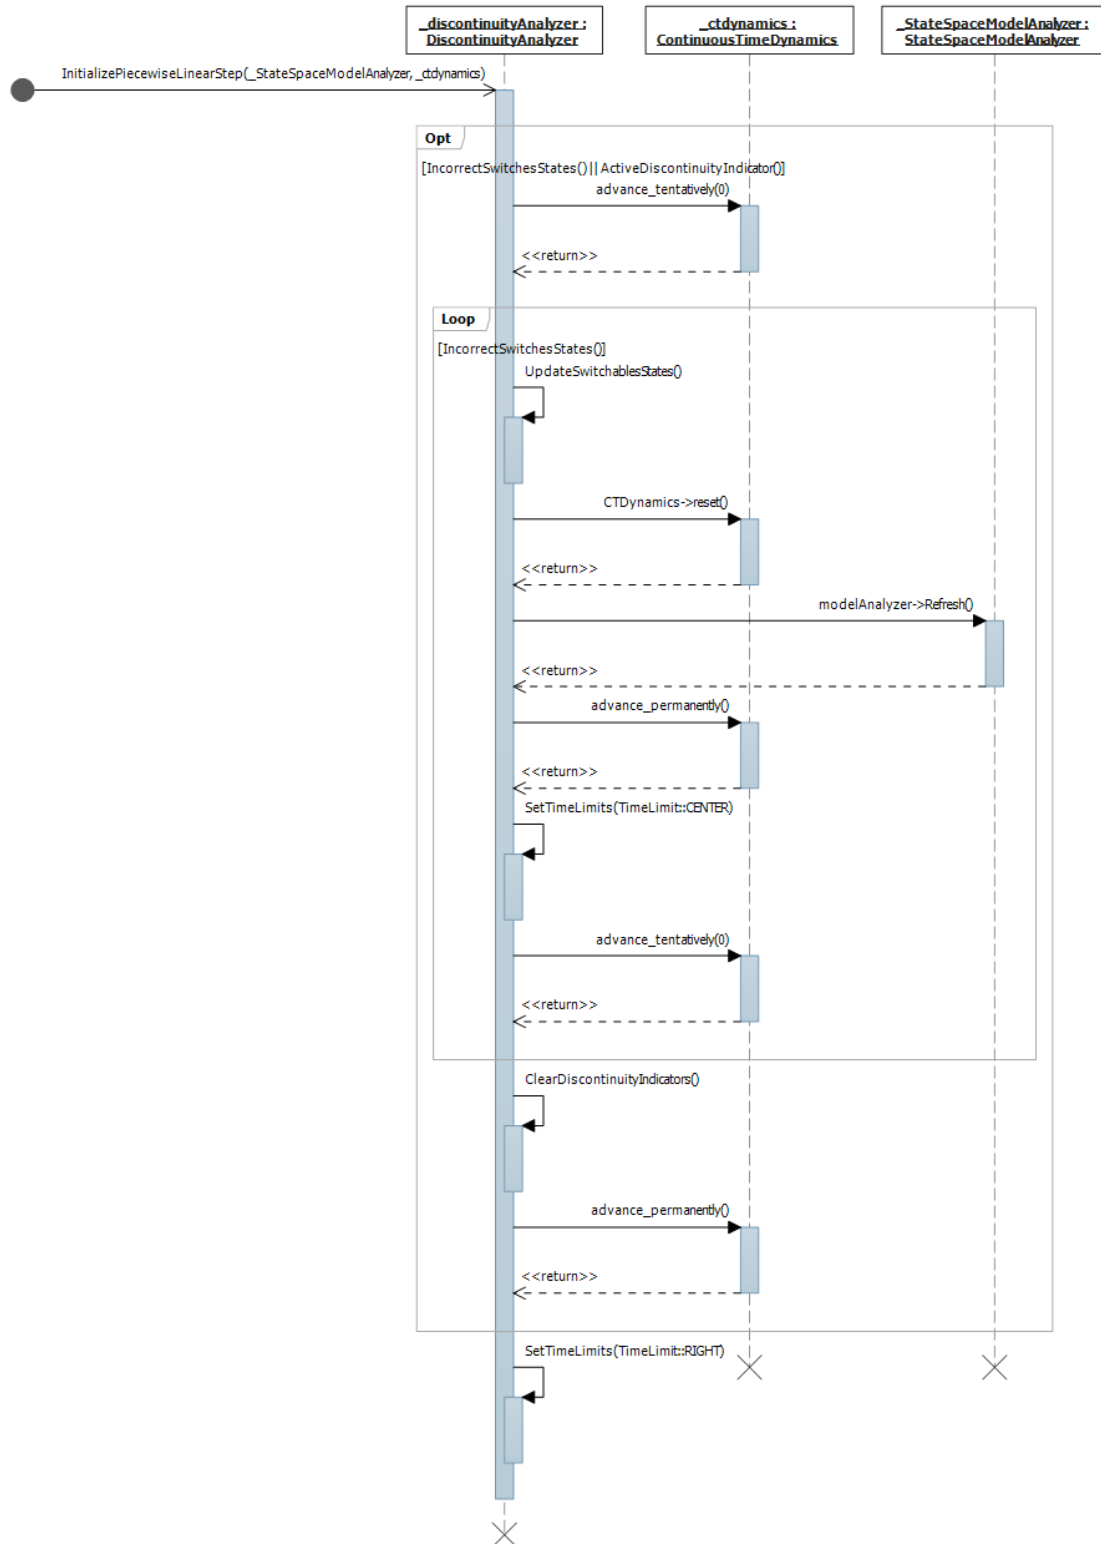 _discontinuityAnalyzer :
DiscontinuityAnalyzer
_ctdynamics :
ContinuousTimeDynamics
_StateSpaceModelAnalyzer:
StateSpaceModelAnalyzer
InitializePiecewiseLinearStep(_StateSpaceModelAnalyzer, _ctdynamics)
Opt
[IncorrectSwitchesStates()|| ActiveDiscontinuityIndicator()]
advance_tentatively(0)
<<return>>
Loop
[IncorrectSwitchesStates()]
UpdateSwitchablesStates()
CTDynamics->reset()
<<return>>
modelAnalyzer->Refresh()
<<return>>
advance_permanently()
<<return>>
SetTimeLimits(TimeLimit::CENTER)
advance_tentatively(0)
<<return>>
ClearDiscontinuityIndicators()
advance_permanently()
<<return>>
SetTimeLimits(TimeLimit::RIGHT)